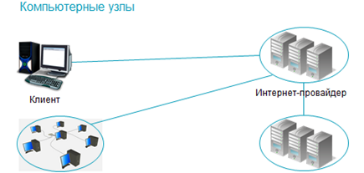 Компьютерные узлы
Клиент
Интернет-провайдер